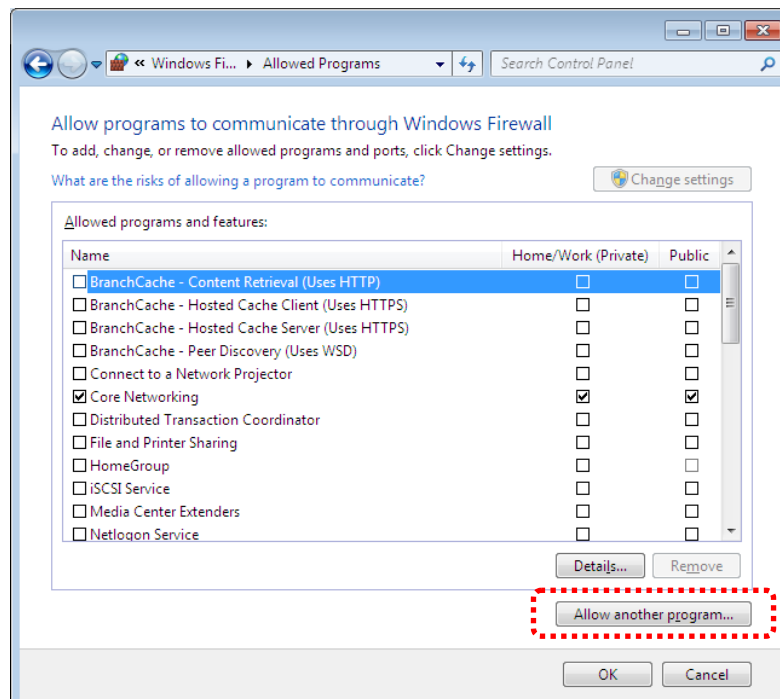 « Windows Fi... ▸ Allowed Programs Search Control Panel
Allow programs to communicate through Windows Firewall
To add, change, or remove allowed programs and ports, click Change settings.
What are the risks of allowing a program to communicate? Change settings
Allowed programs and features:
Name Home/Work (Private) Public
BranchCache - Content Retrieval (Uses HTTP)
BranchCache - Hosted Cache Client (Uses HTTPS)
BranchCache - Hosted Cache Server (Uses HTTPS)
BranchCache - Peer Discovery (Uses WSD)
Connect to a Network Projector
Core Networking
Distributed Transaction Coordinator
File and Printer Sharing
HomeGroup
iSCSI Service
Media Center Extenders
Netlogon Service
Details... Remove
Allow another program...
OK Cancel